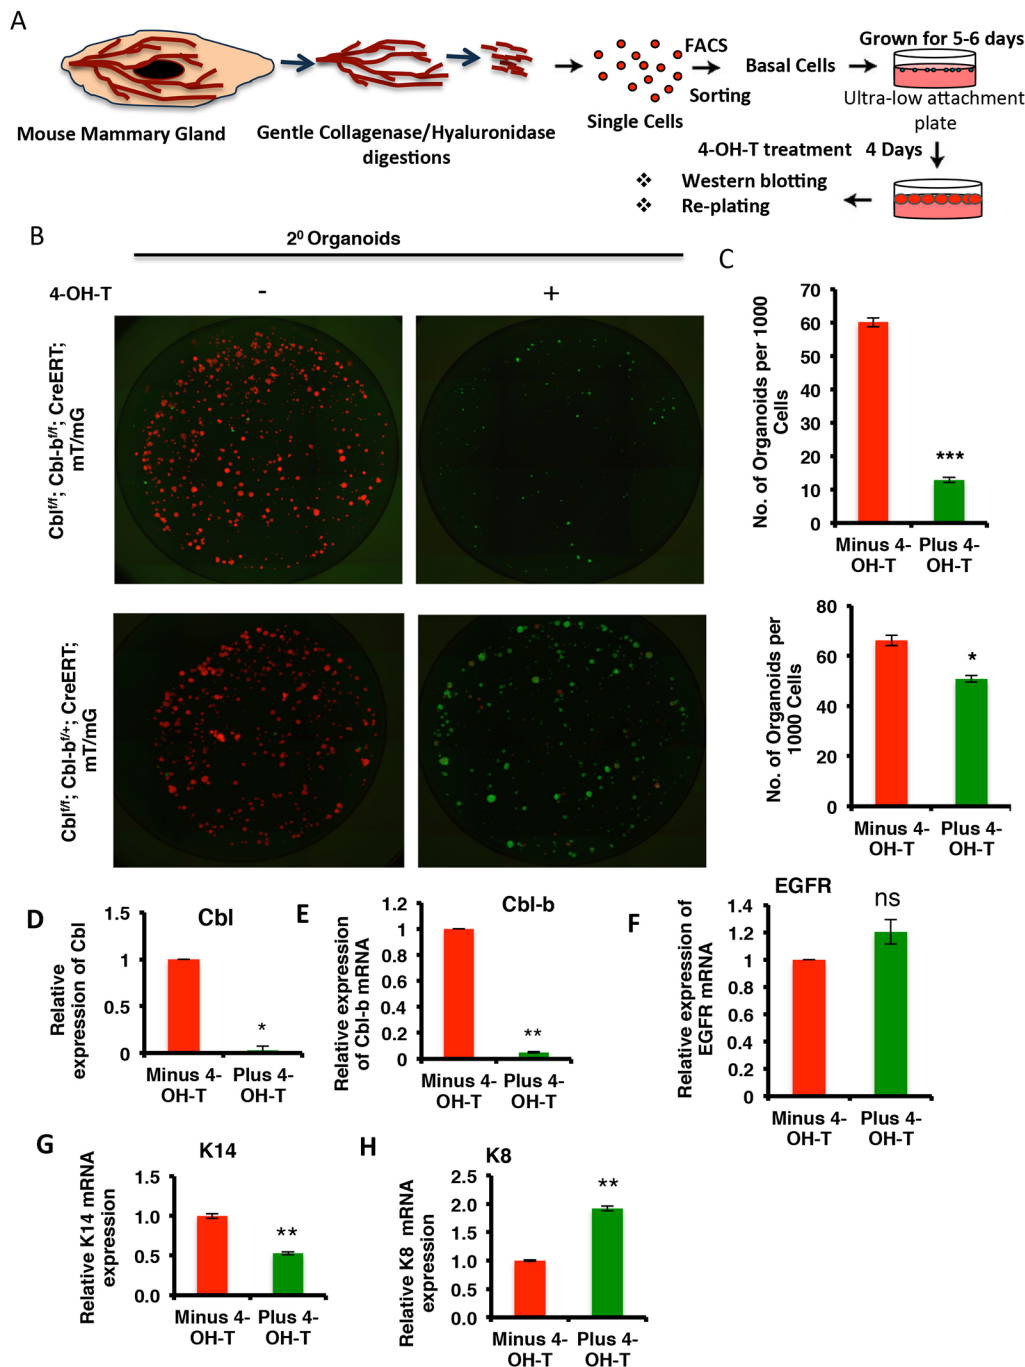 A
Mouse Mammary Gland
Gentle Collagenase/Hyaluronidase
digestions
Single Cells
FACS
Sorting
Basal Cells
Grown for 5-6 days
Ultra-low attachment
plate
4-OH-T treatment 4 Days
❖ Western blotting
❖ Re-plating
B
2⁰ Organoids
4-OH-T - +
Cblf/f; Cbl-bf/f; CreERT;
mT/mG
Cblf/f; Cbl-bf/+; CreERT;
mT/mG
C
No. of Organoids per 1000
Cells
70
60
50
40
30
20
10
0
***
Minus 4- Plus 4-
OH-T OH-T
No. of Organoids per
1000 Cells
80
60
40
20
0
*
Minus 4- Plus 4-
OH-T OH-T
D
Cbl
Relative
expression of Cbl
1.5
1
0.5
0
*
Minus 4- Plus 4-
OH-T OH-T
E
Cbl-b
Relative expression
of Cbl-b mRNA
1.2
1
0.8
0.6
0.4
0.2
0
**
Minus 4- Plus 4-
OH-T OH-T
F
EGFR
Relative expression of
EGFR mRNA
1.4
1.2
1
0.8
0.6
0.4
0.2
0
ns
Minus 4- Plus 4-
OH-T OH-T
G
K14
Relative K14 mRNA
expression
1.5
1.0
0.5
0.0
**
Minus 4- Plus 4-
OH-T OH-T
H
K8
Relative K8 mRNA
expression
2.5
2.0
1.5
1.0
0.5
0.0
**
Minus 4- Plus 4-
OH-T OH-T